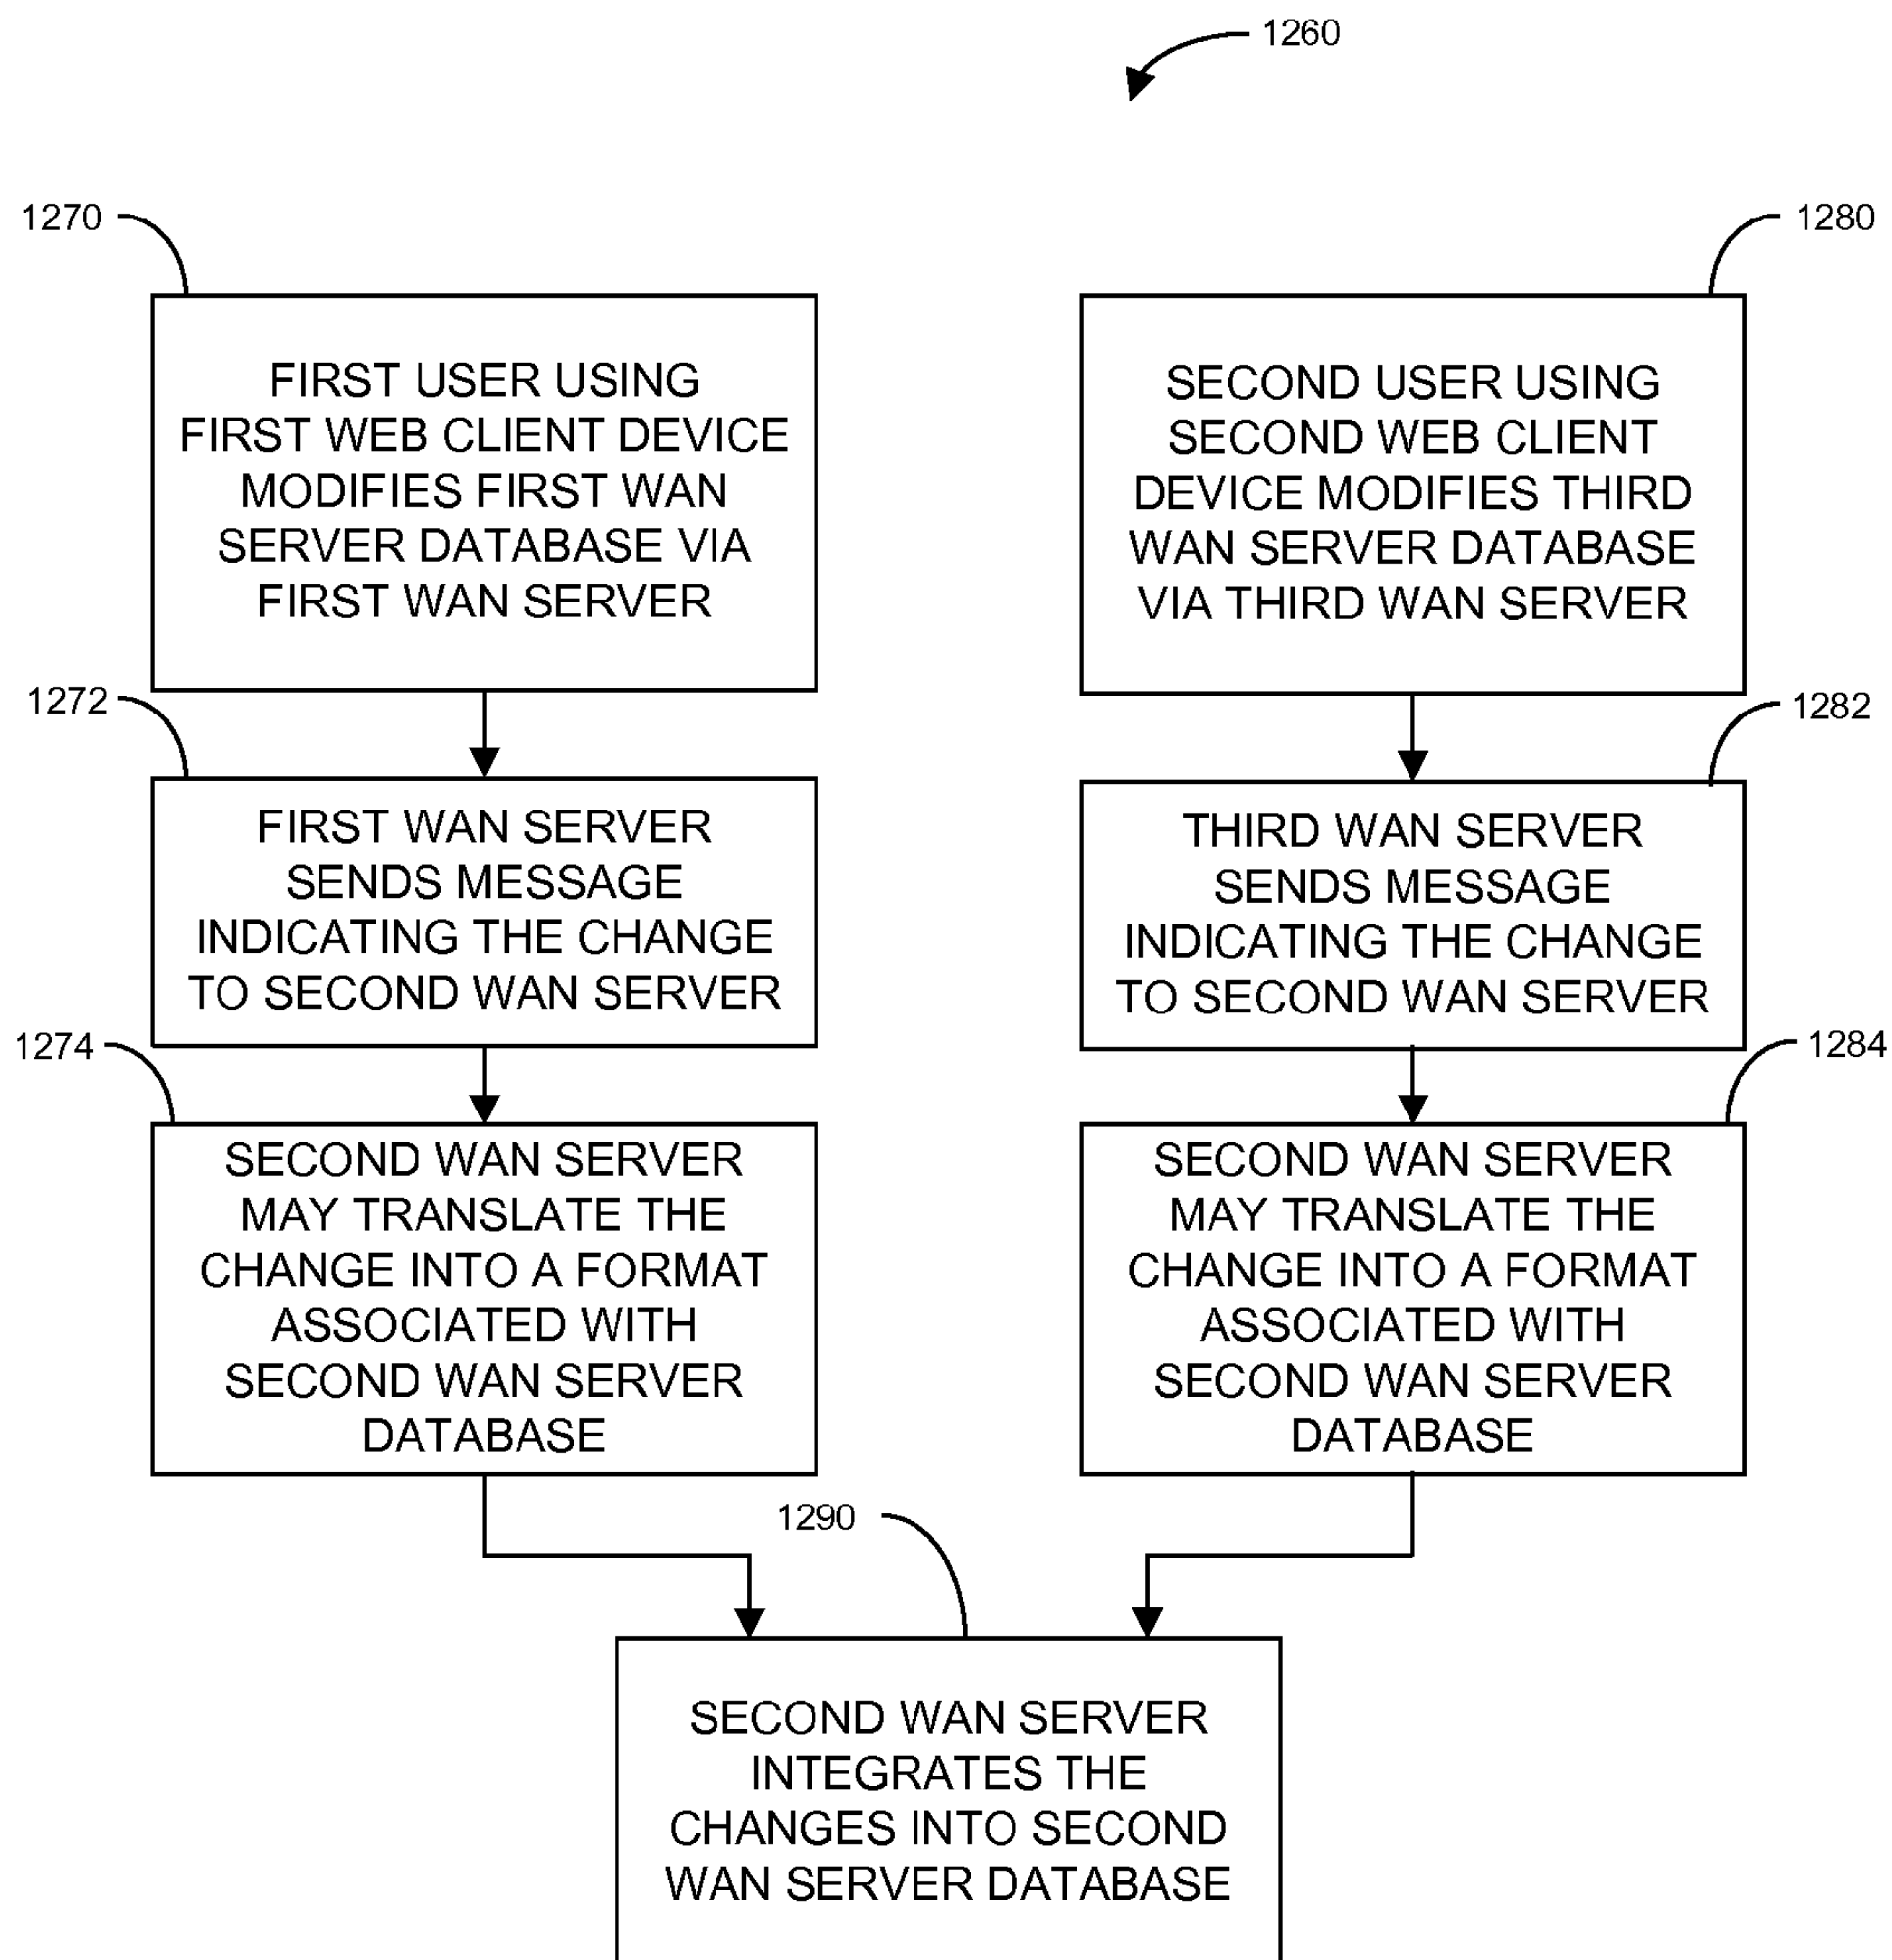 1260
1270
FIRST USER USING
FIRST WEB CLIENT DEVICE
MODIFIES FIRST WAN
SERVER DATABASE VIA
FIRST WAN SERVER
1280
SECOND USER USING
SECOND WEB CLIENT
DEVICE MODIFIES THIRD
WAN SERVER DATABASE
VIA THIRD WAN SERVER
1272
FIRST WAN SERVER
SENDS MESSAGE
INDICATING THE CHANGE
TO SECOND WAN SERVER
1282
THIRD WAN SERVER
SENDS MESSAGE
INDICATING THE CHANGE
TO SECOND WAN SERVER
1274
SECOND WAN SERVER
MAY TRANSLATE THE
CHANGE INTO A FORMAT
ASSOCIATED WITH
SECOND WAN SERVER
DATABASE
1284
SECOND WAN SERVER
MAY TRANSLATE THE
CHANGE INTO A FORMAT
ASSOCIATED WITH
SECOND WAN SERVER
DATABASE
1290
SECOND WAN SERVER
INTEGRATES THE
CHANGES INTO SECOND
WAN SERVER DATABASE